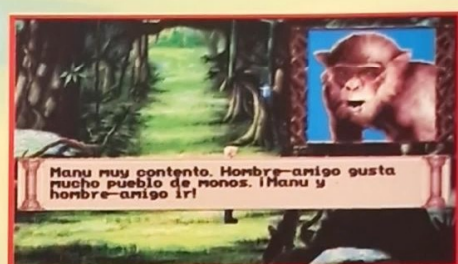 Manu muy contento. Hombre-amigo gusta
mucho pueblo de monos. ¡Manu y
hombre-amigo ir!